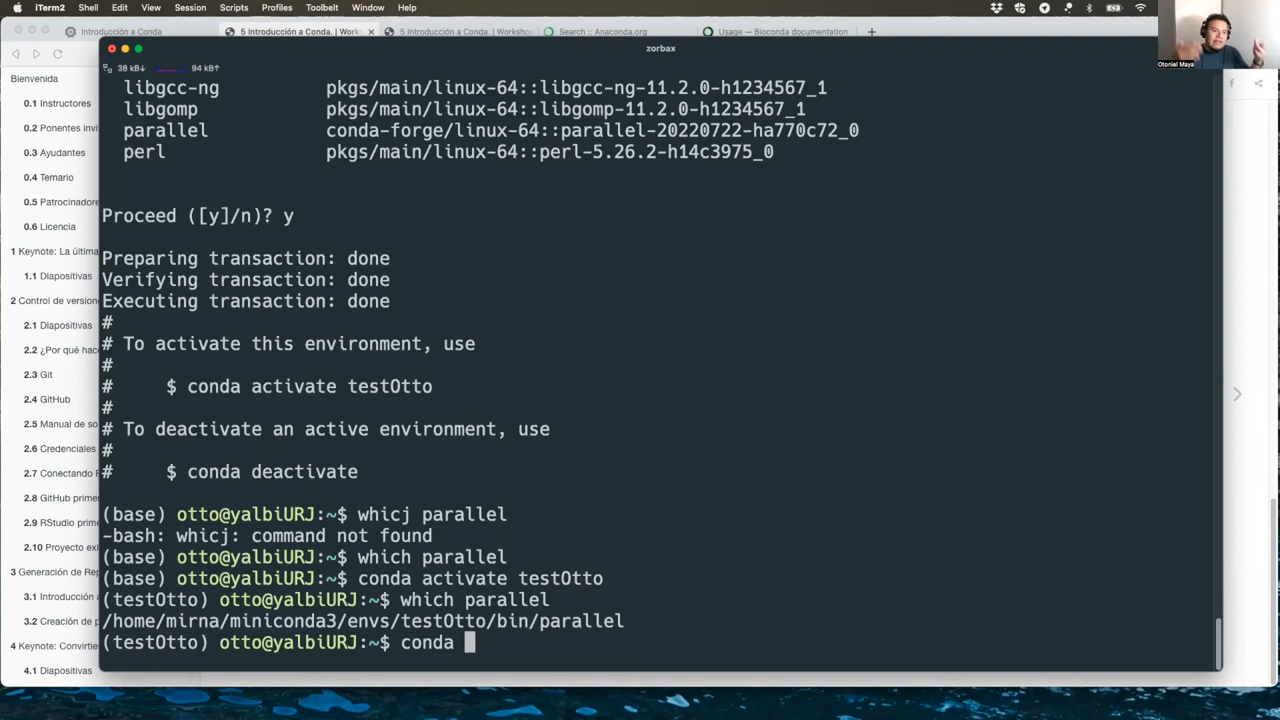 iTerm2 Shell Edit View Session Scripts Profiles Toolbelt Window Help
Introducción a Conda
5 Introducción a Conda. | Work
5 Introducción a Conda. | Workshop
Search :: Anaconda.org
Usage — Bioconda documentation
zorbax
36 kB↓ 94 kB↑
Otoniel Maya
Bienvenida
0.1 Instructores
0.2 Ponentes invi
0.3 Ayudantes
0.4 Temario
0.5 Patrocinadore
0.6 Licencia
1 Keynote: La última
1.1 Diapositivas
2 Control de versione
2.1 Diapositivas
2.2 ¿Por qué hace
2.3 Git
2.4 GitHub
2.5 Manual de so
2.6 Credenciales
2.7 Conectando R
2.8 GitHub prime
2.9 RStudio prime
2.10 Proyecto exi
3 Generación de Rep
3.1 Introducción a
3.2 Creación de p
4 Keynote: Convirtien
4.1 Diapositivas
libgcc-ng pkgs/main/linux-64::libgcc-ng-11.2.0-h1234567_1
libgomp pkgs/main/linux-64::libgomp-11.2.0-h1234567_1
parallel conda-forge/linux-64::parallel-20220722-ha770c72_0
perl pkgs/main/linux-64::perl-5.26.2-h14c3975_0
Proceed ([y]/n)? y
Preparing transaction: done
Verifying transaction: done
Executing transaction: done
#
# To activate this environment, use
#
# $ conda activate testOtto
#
# To deactivate an active environment, use
#
# $ conda deactivate
(base) otto@yalbiURJ:~$ whicj parallel
-bash: whicj: command not found
(base) otto@yalbiURJ:~$ which parallel
(base) otto@yalbiURJ:~$ conda activate testOtto
(testOtto) otto@yalbiURJ:~$ which parallel
/home/mirna/miniconda3/envs/testOtto/bin/parallel
(testOtto) otto@yalbiURJ:~$ conda